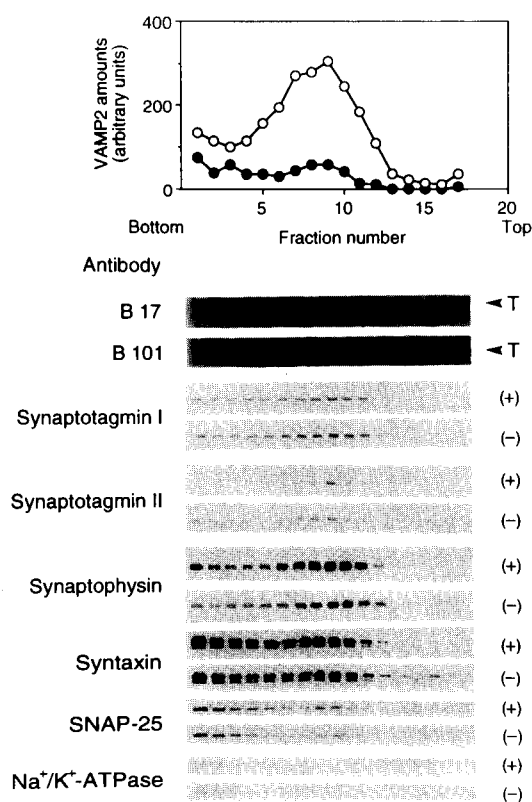 VAMP2 amounts
(arbitrary units)
400
200
0
5
10
15
20
Bottom
Fraction number
Top
Antibody
B 17
T
B 101
T
Synaptotagmin I
(+)
(−)
Synaptotagmin II
(+)
(−)
Synaptophysin
(+)
(−)
Syntaxin
(+)
(−)
SNAP-25
(+)
(−)
Na⁺/K⁺-ATPase
(+)
(−)